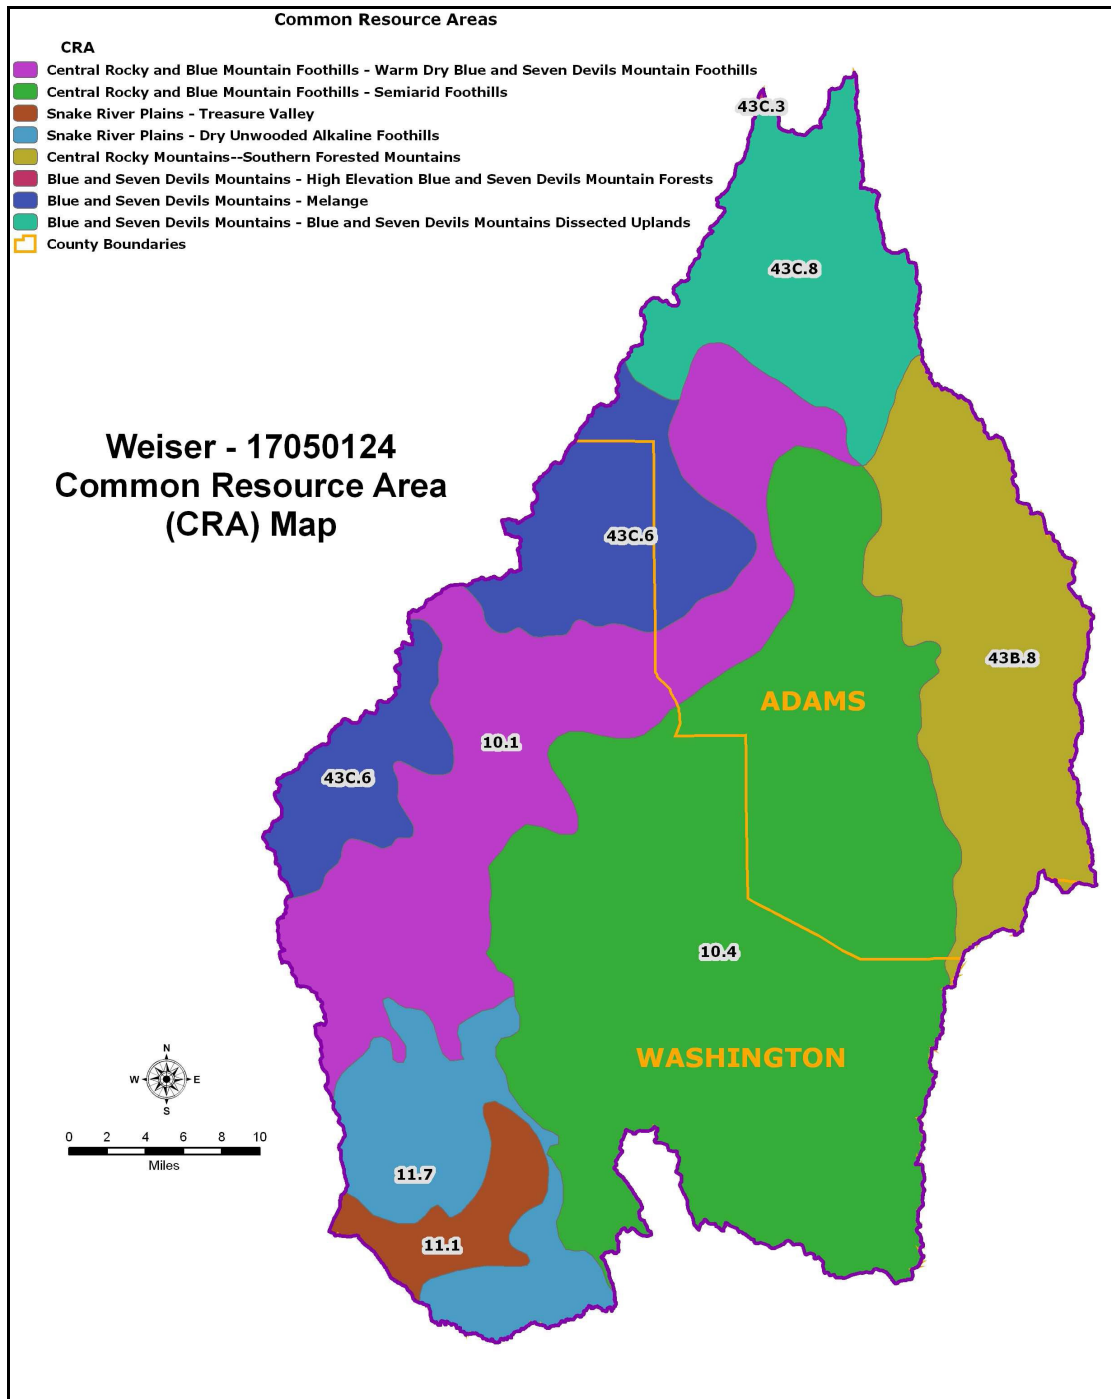 Common Resource Areas
CRA
Central Rocky and Blue Mountain Foothills - Warm Dry Blue and Seven Devils Mountain Foothills
Central Rocky and Blue Mountain Foothills - Semiarid Foothills
Snake River Plains - Treasure Valley
Snake River Plains - Dry Unwooded Alkaline Foothills
Central Rocky Mountains--Southern Forested Mountains
Blue and Seven Devils Mountains - High Elevation Blue and Seven Devils Mountain Forests
Blue and Seven Devils Mountains - Melange
Blue and Seven Devils Mountains - Blue and Seven Devils Mountains Dissected Uplands
County Boundaries
43C.3
43C.8
Weiser - 17050124
Common Resource Area
(CRA) Map
43C.6
43B.8
ADAMS
10.1
43C.6
10.4
WASHINGTON
N
W E
S
0 2 4 6 8 10
Miles
11.7
11.1